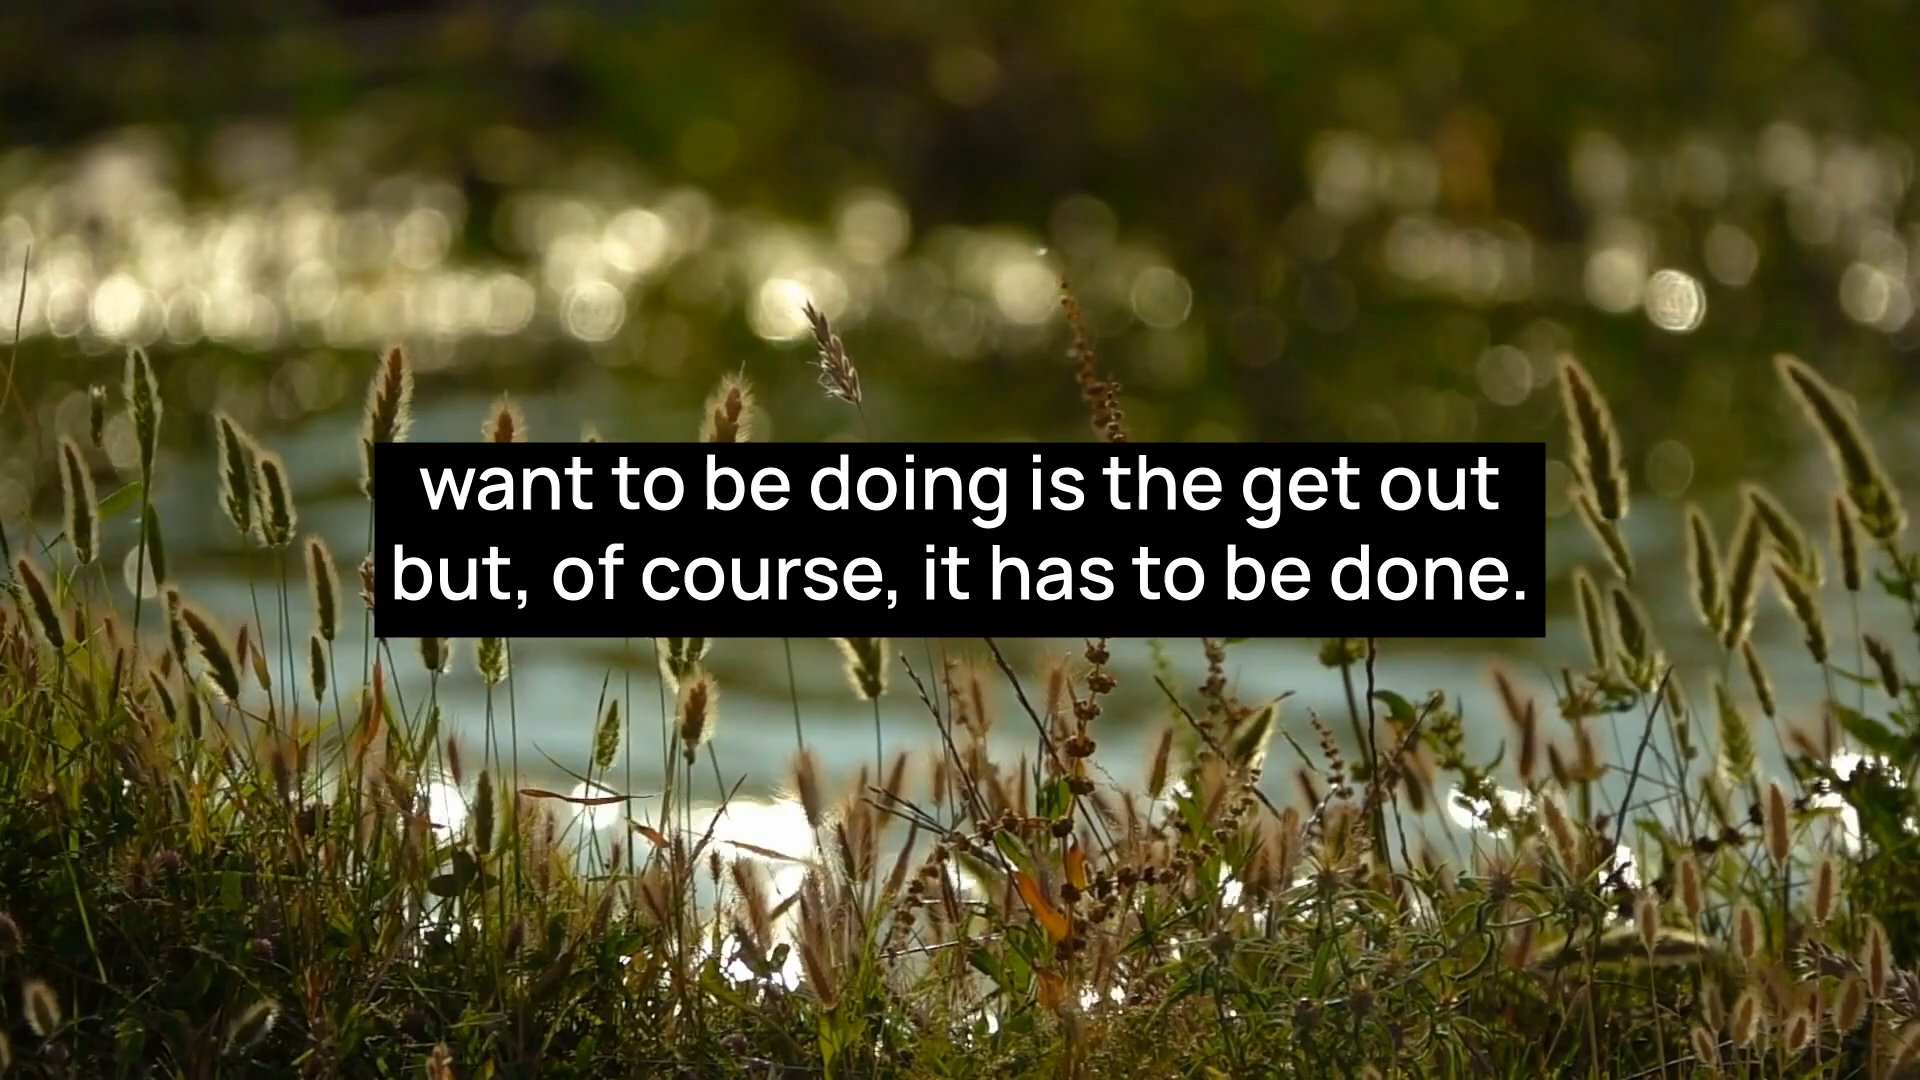 want to be doing is the get out
but, of course, it has to be done.